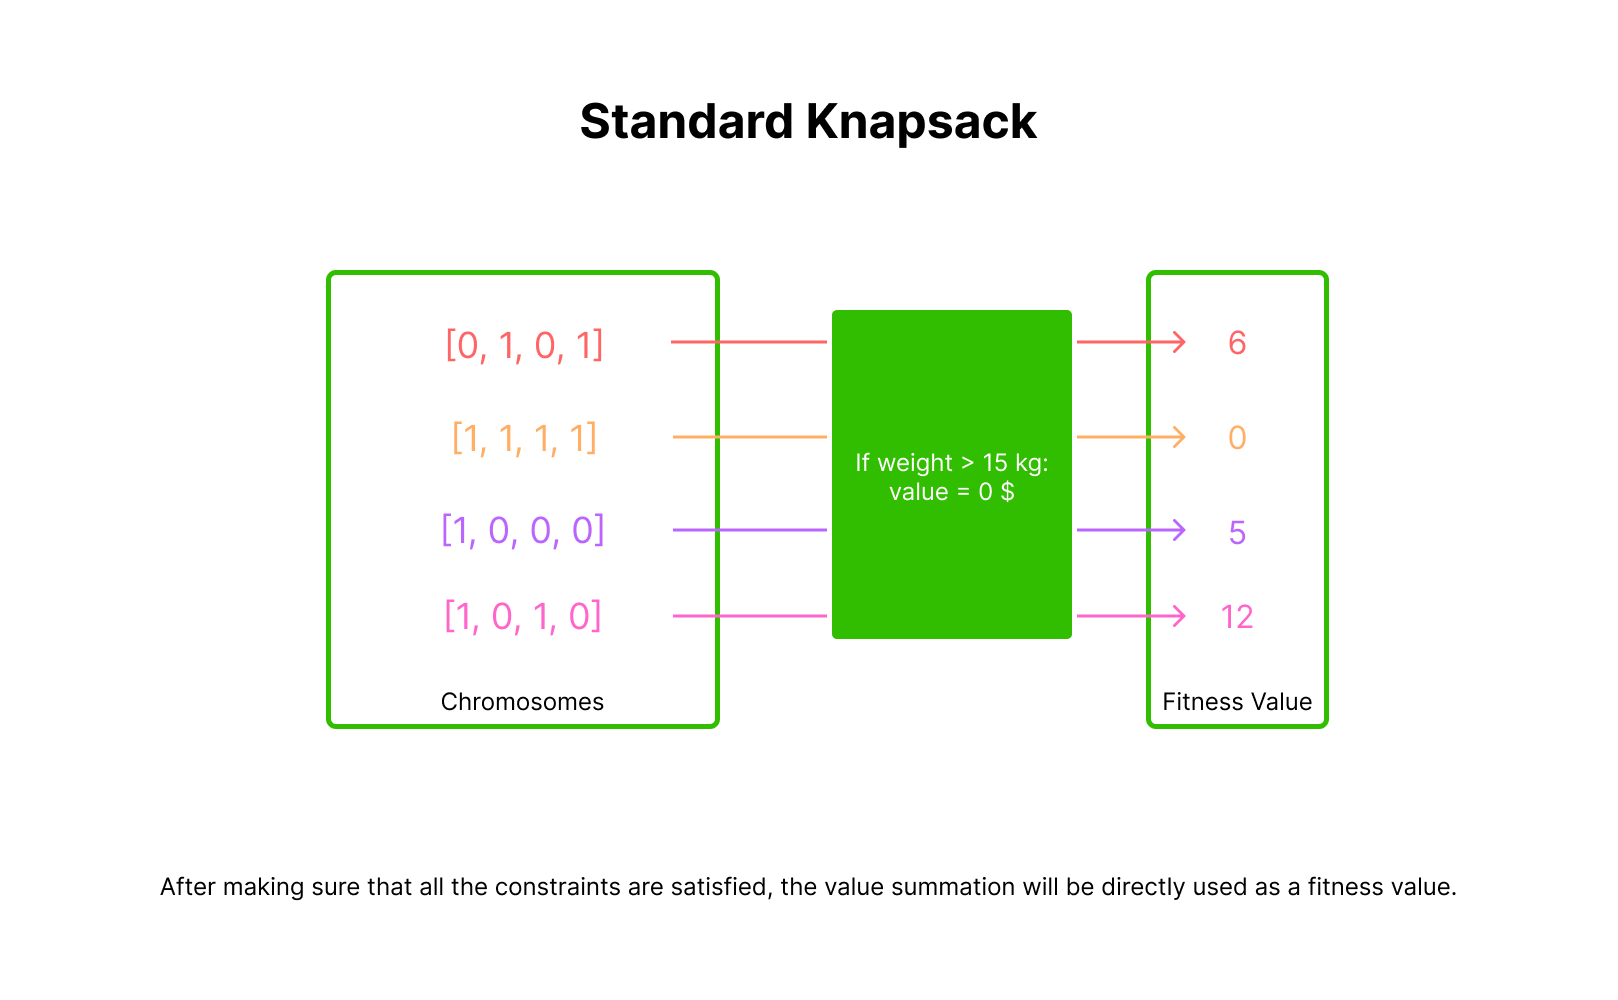 Standard Knapsack
[0, 1, 0, 1]
6
[1, 1, 1, 1]
0
If weight > 15 kg:
value = 0 $
[1, 0, 0, 0]
5
[1, 0, 1, 0]
12
Chromosomes
Fitness Value
After making sure that all the constraints are satisfied, the value summation will be directly used as a fitness value.